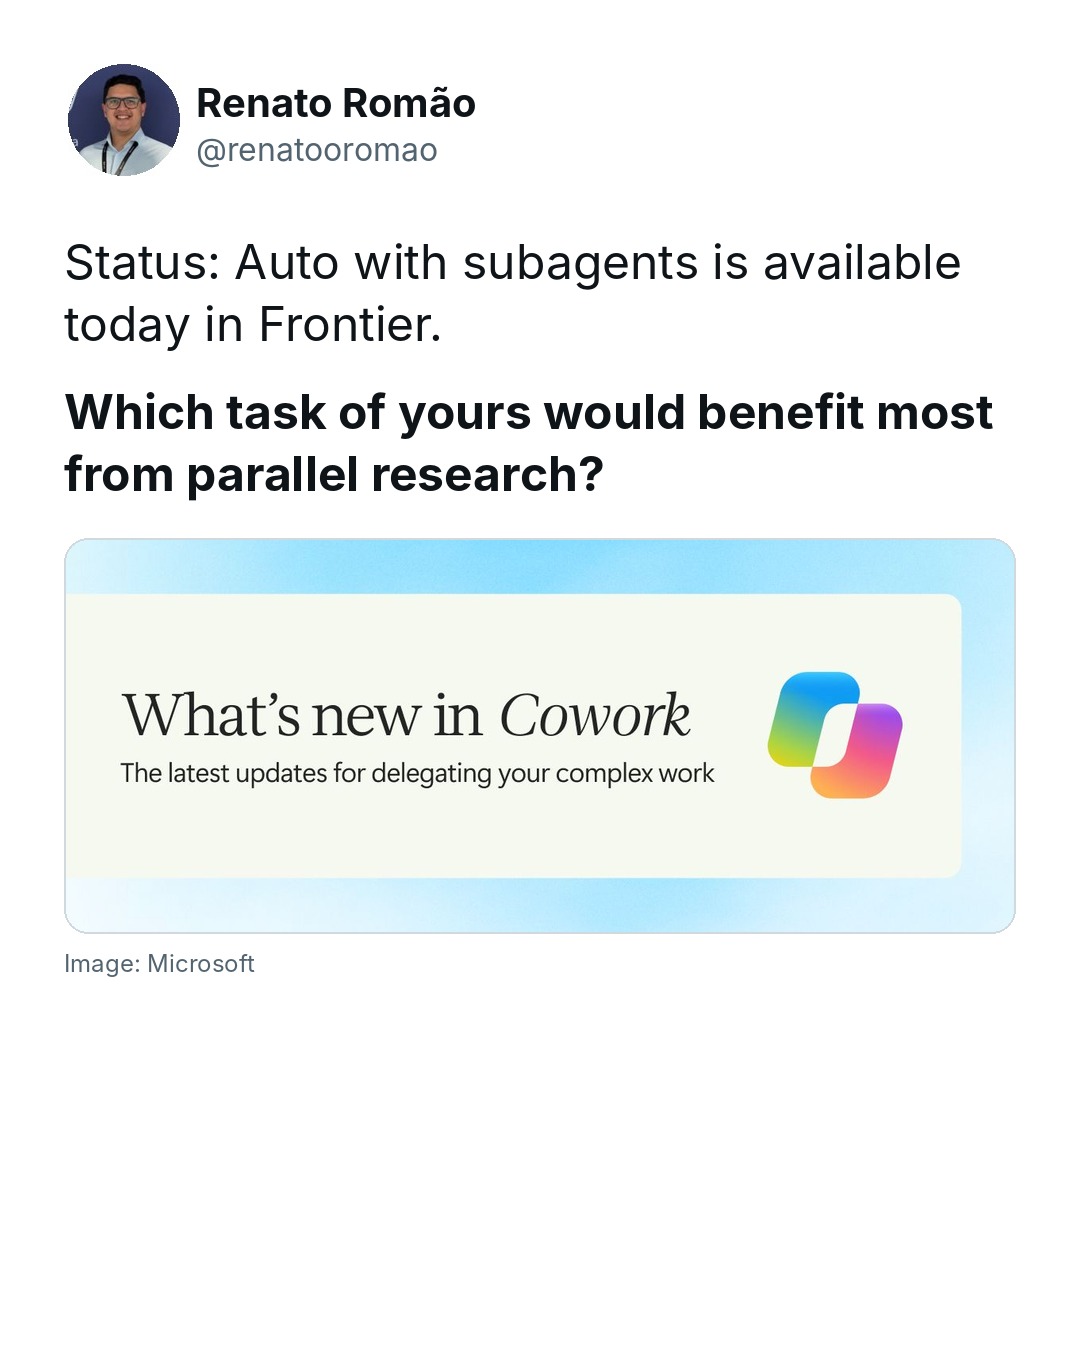 Renato Romão
@renatooromao
Status: Auto with subagents is available
today in Frontier.
Which task of yours would benefit most
from parallel research?
What’s new in Cowork
The latest updates for delegating your complex work
Image: Microsoft